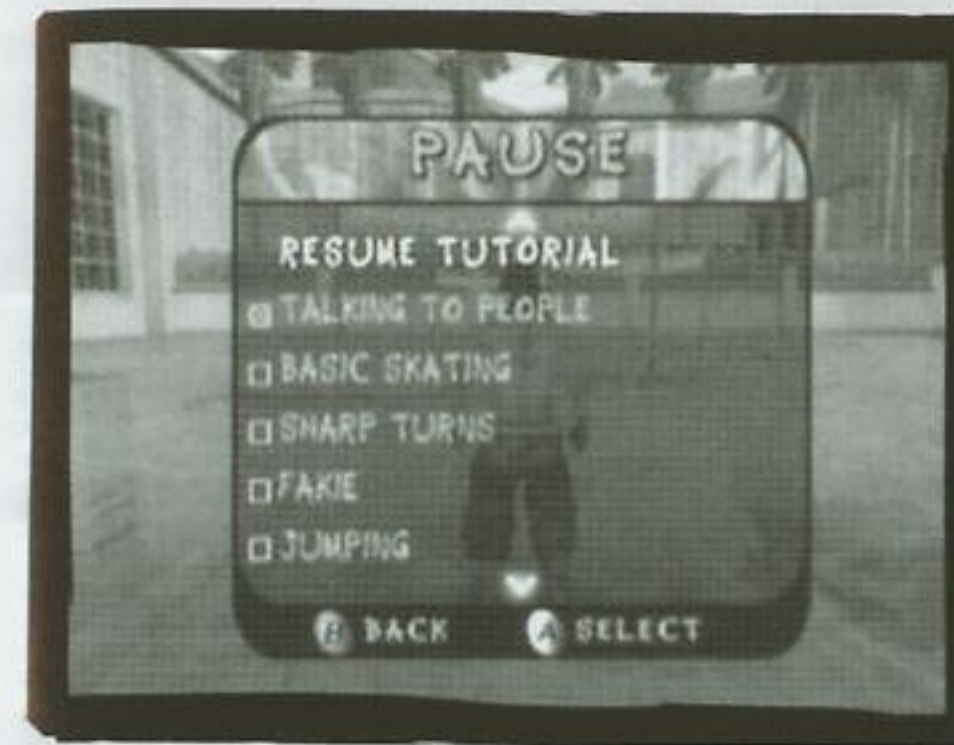 PAUSE
RESUME TUTORIAL
TALKING TO PEOPLE
BASIC SKATING
SHARP TURNS
FAKIE
JUMPING
B BACK A SELECT